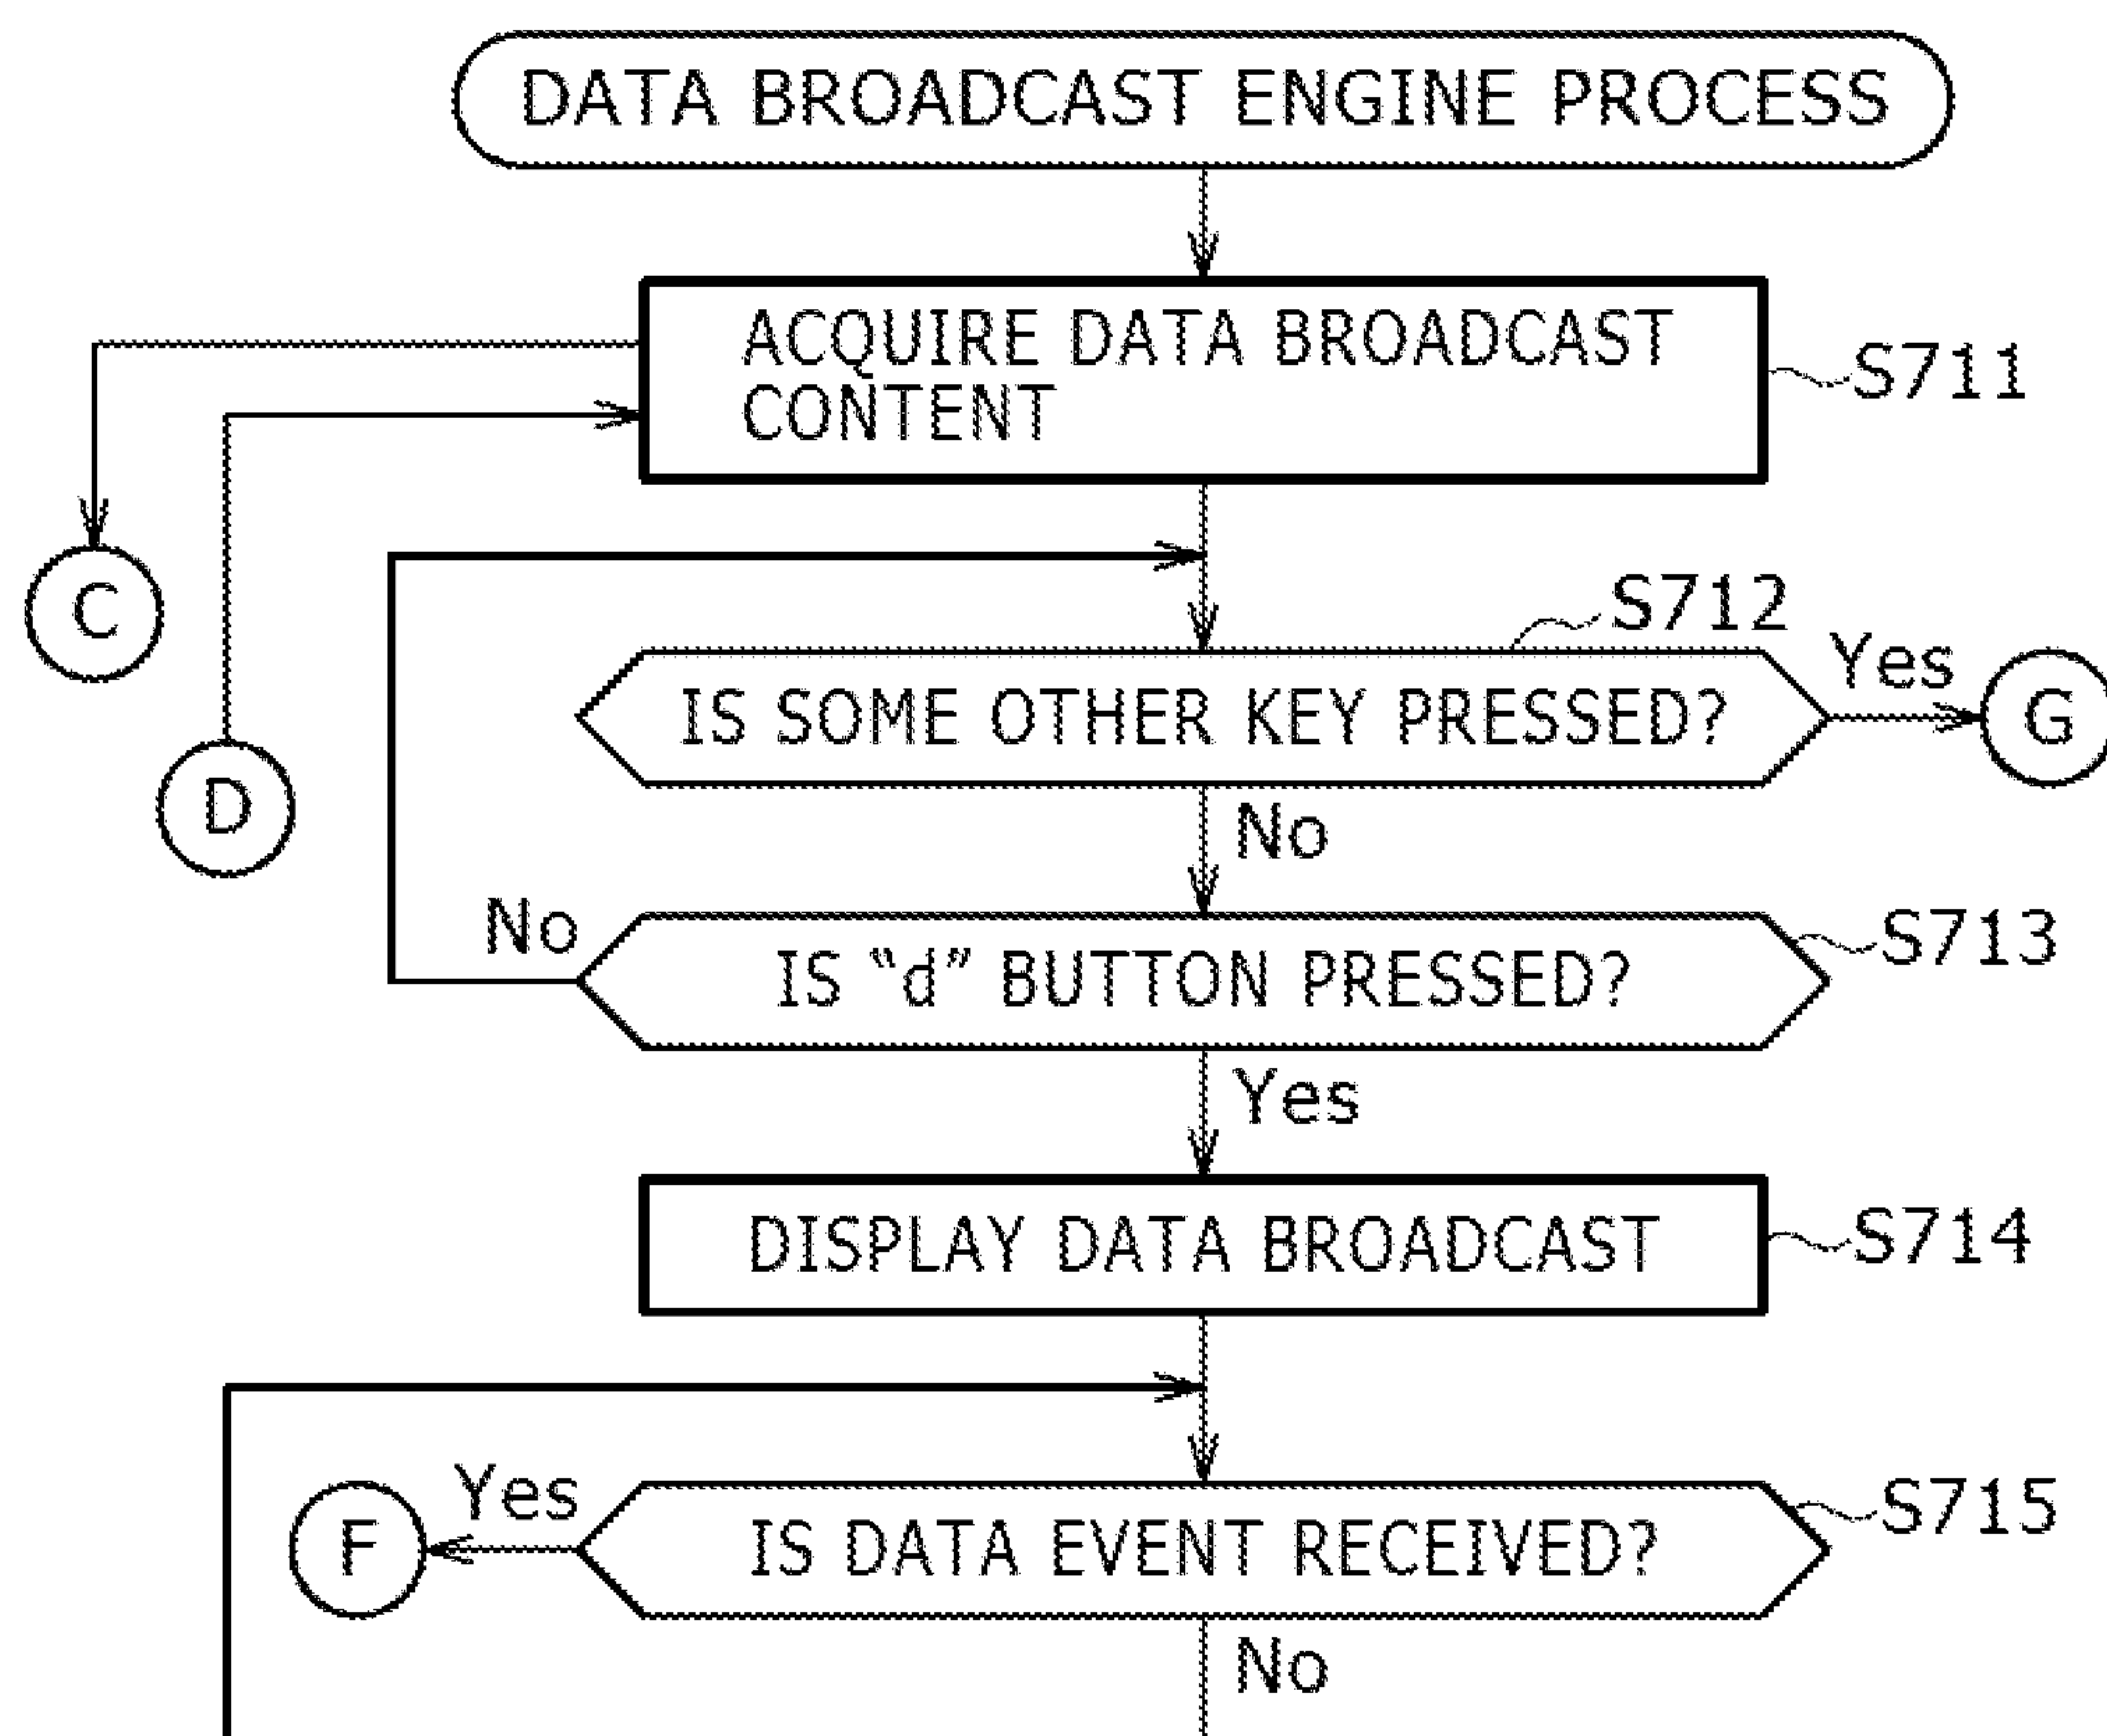 DATA BROADCAST ENGINE PROCESS
ACQUIRE DATA BROADCAST
CONTENT
S711
C
S712
Yes
IS SOME OTHER KEY PRESSED?
G
D
No
No
S713
IS “d” BUTTON PRESSED?
Yes
DISPLAY DATA BROADCAST
S714
Yes
S715
F
IS DATA EVENT RECEIVED?
No